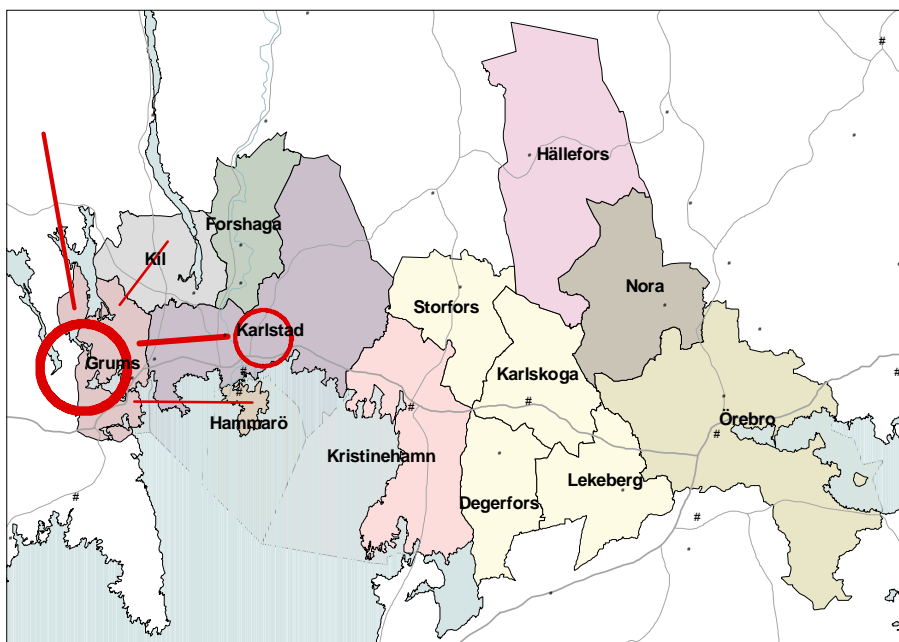 Hällefors
Forshaga
Kil
Nora
Storfors
Karlstad
Grums
Karlskoga
Hammarö
Örebro
Kristinehamn
Lekeberg
Degerfors